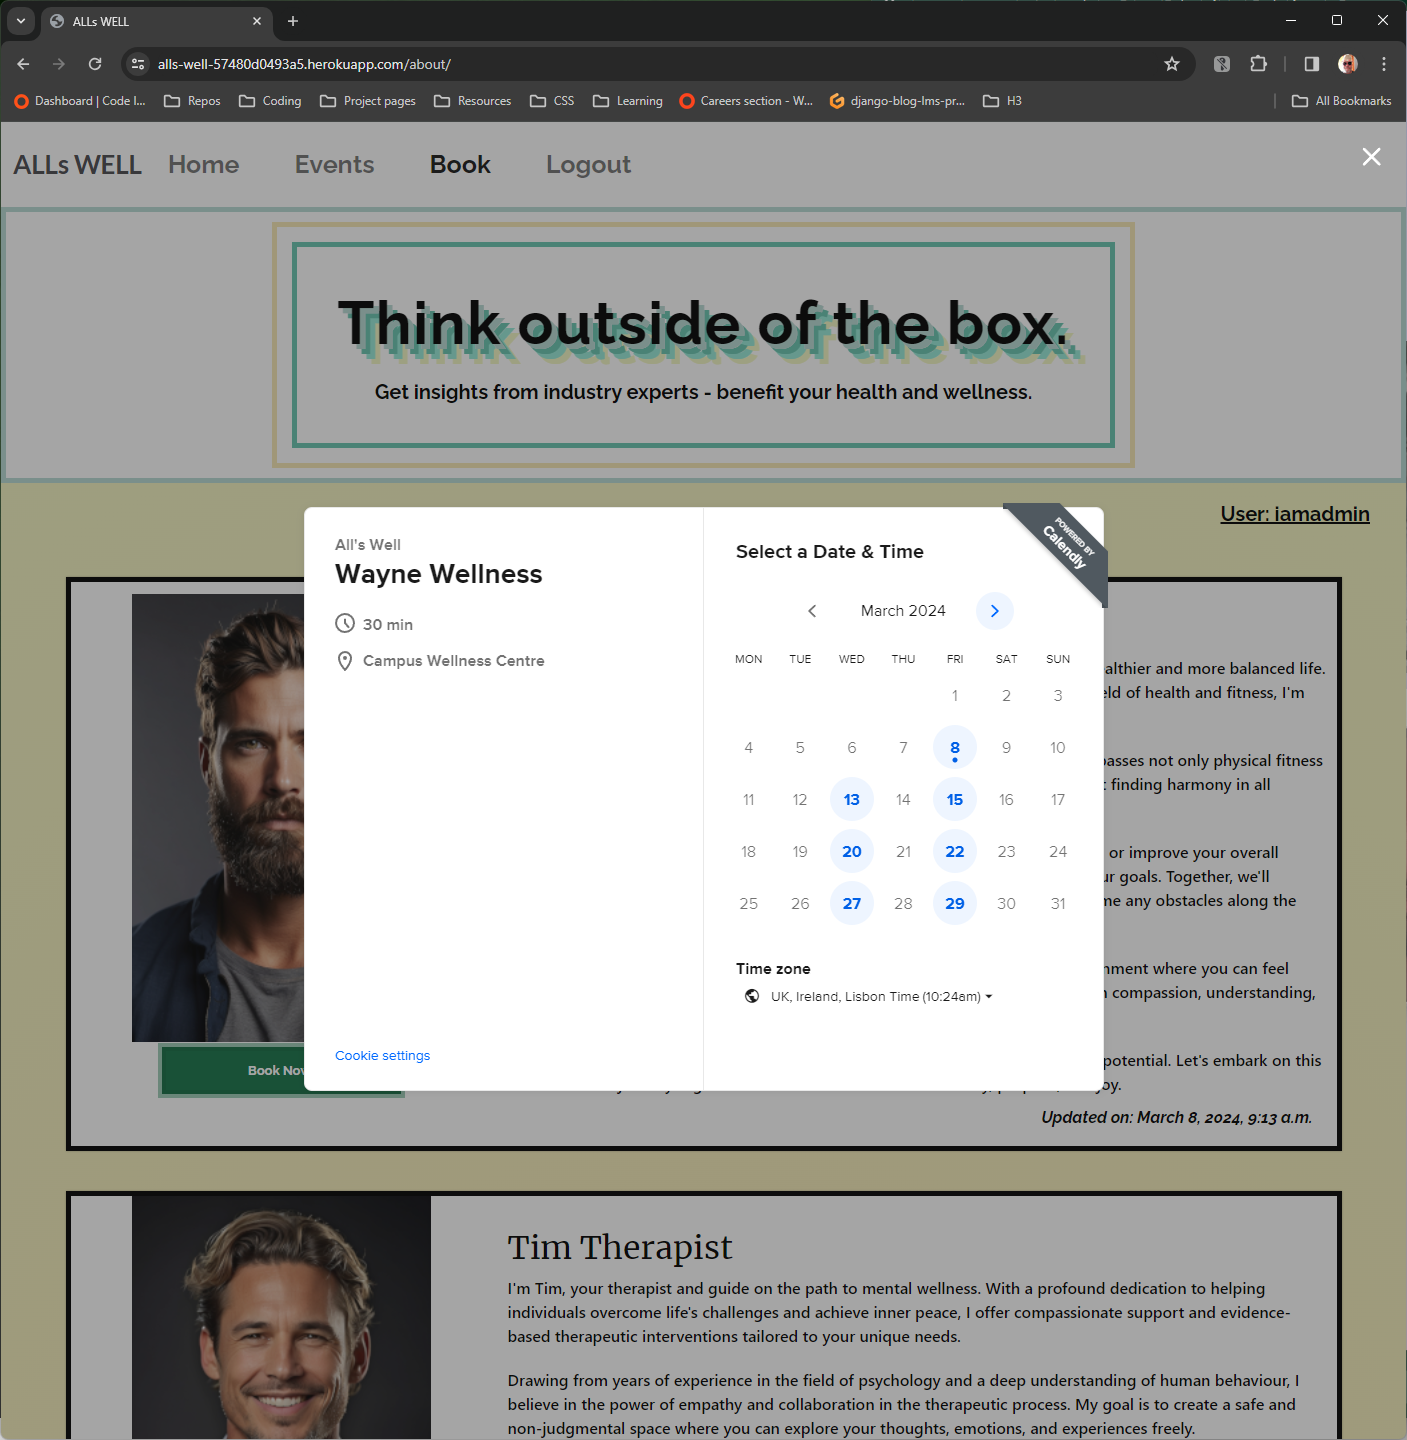 ALLs WELL
alls-well-57480d0493a5.herokuapp.com/about/
Dashboard | Code I...
Repos
Coding
Project pages
Resources
CSS
Learning
Careers section - W...
django-blog-lms-pr...
H3
All Bookmarks
ALLs WELL
Home
Events
Book
Logout
Think outside of the box.
Get insights from industry experts - benefit your health and wellness.
User: iamadmin
All's Well
Wayne Wellness
30 min
Campus Wellness Centre
Cookie settings
POWERED BY
Calendly
Select a Date & Time
March 2024
MON TUE WED THU FRI SAT SUN
1 2 3
4 5 6 7 8 9 10
11 12 13 14 15 16 17
18 19 20 21 22 23 24
25 26 27 28 29 30 31
Time zone
UK, Ireland, Lisbon Time (10:24am)
and more balanced life.
of health and fitness, I'm
not only physical fitness
finding harmony in all
or improve your overall
goals. Together, we'll
any obstacles along the
where you can feel
compassion, understanding,
potential. Let's embark on this
Book
Updated on: March 8, 2024, 9:13 a.m.
Tim Therapist
I'm Tim, your therapist and guide on the path to mental wellness. With a profound dedication to helping
individuals overcome life's challenges and achieve inner peace, I offer compassionate support and evidence-
based therapeutic interventions tailored to your unique needs.
Drawing from years of experience in the field of psychology and a deep understanding of human behaviour, I
believe in the power of empathy and collaboration in the therapeutic process. My goal is to create a safe and
non-judgmental space where you can explore your thoughts, emotions, and experiences freely.